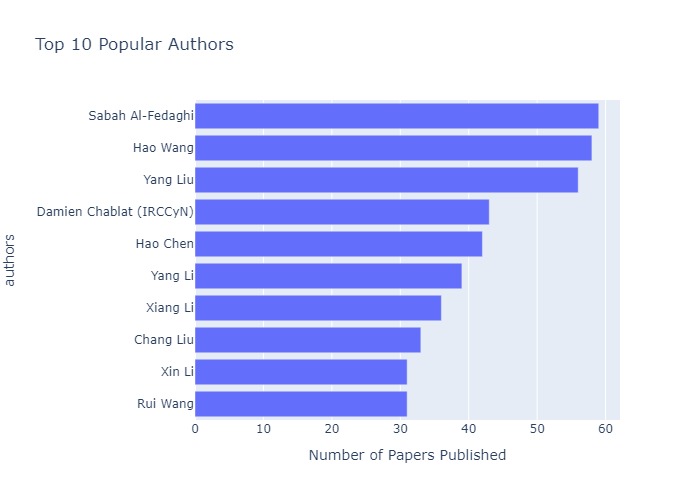 Top 10 Popular Authors
Sabah Al-Fedaghi
Hao Wang
Yang Liu
Damien Chablat (IRCCyN)
Hao Chen
Yang Li
Xiang Li
Chang Liu
Xin Li
Rui Wang
authors
0 10 20 30 40 50 60
Number of Papers Published